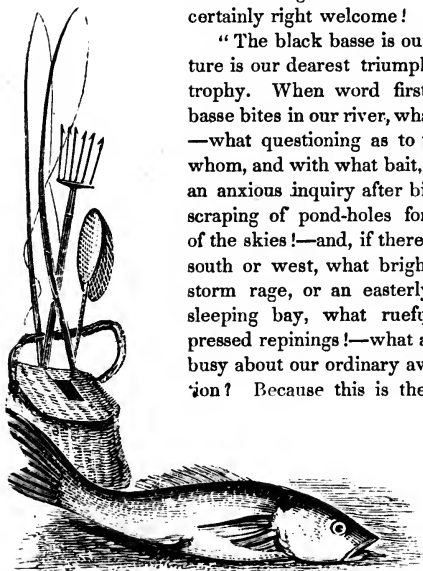 certainly right welcome!
“ The black basse is ou
ture is our dearest triumpl
trophy. When word first
basse bites in our river, wha
—what questioning as to
whom, and with what bait,
an anxious inquiry after bi
scraping of pond-holes for
of the skies!—and, if there
south or west, what brigh
storm rage, or an easterly
sleeping bay, what ruefu
pressed repinings!—what a
busy about our ordinary av
ion? Because this is the